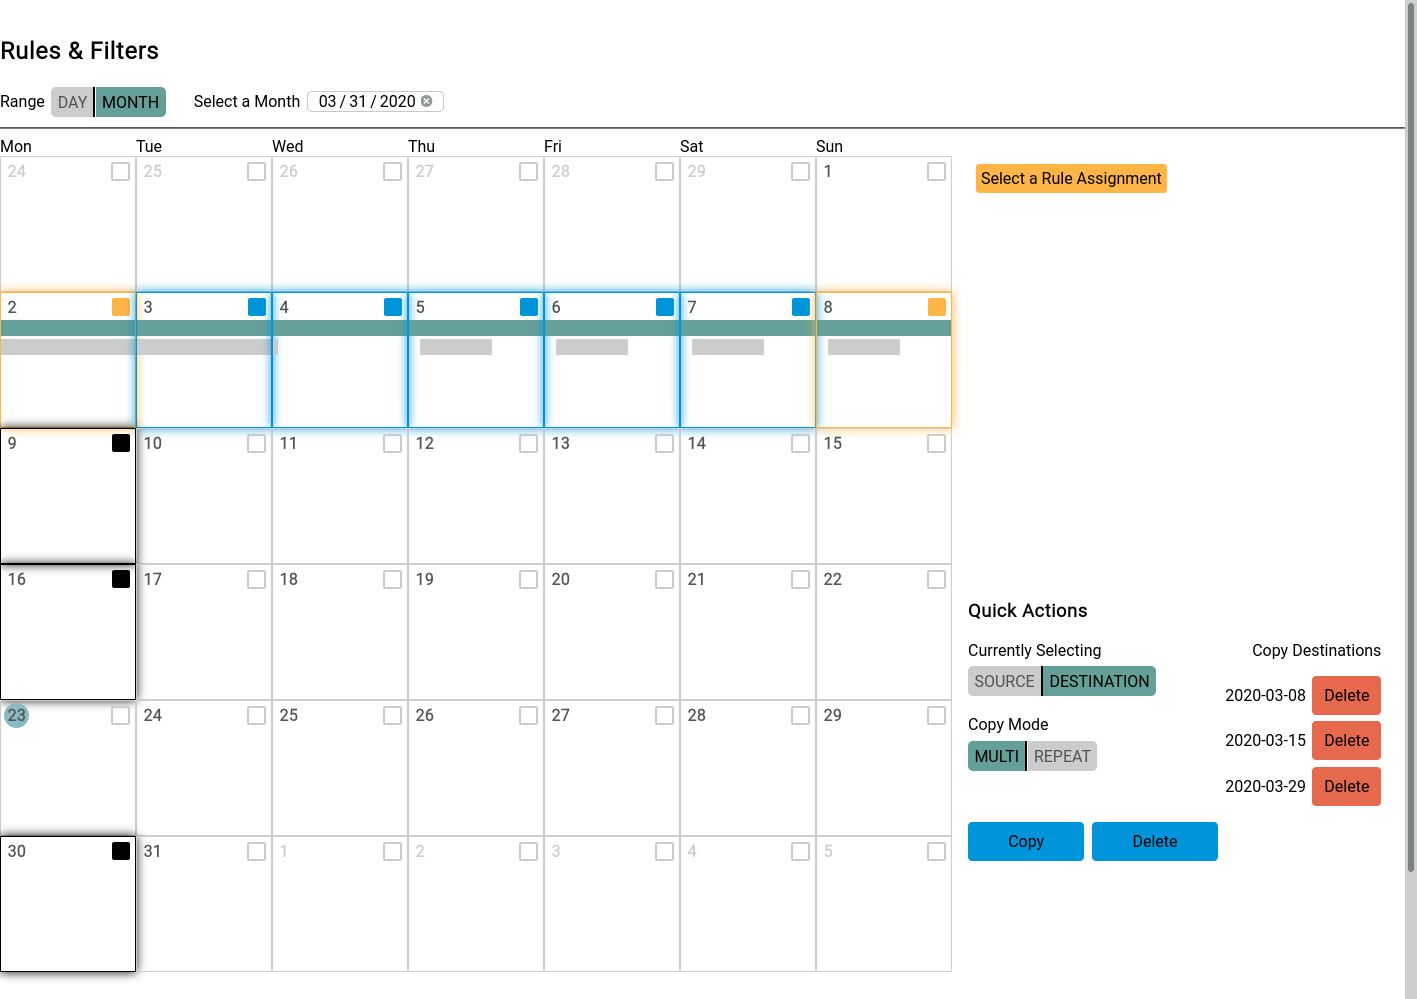 Rules & Filters
Range DAY MONTH Select a Month 03 / 31 / 2020
Mon Tue Wed Thu Fri Sat Sun
24 25 26 27 28 29 1
Select a Rule Assignment
2 3 4 5 6 7 8
9 10 11 12 13 14 15
16 17 18 19 20 21 22
23 24 25 26 27 28 29
30 31 1 2 3 4 5
Quick Actions
Currently Selecting
SOURCE DESTINATION
Copy Mode
MULTI REPEAT
Copy Destinations
2020-03-08 Delete
2020-03-15 Delete
2020-03-29 Delete
Copy Delete